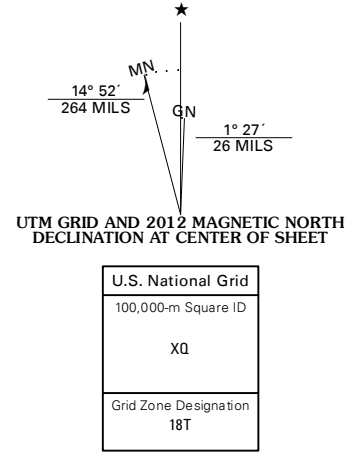 ★
MN
14° 52´
264 MILS
GN
1° 27´
26 MILS
UTM GRID AND 2012 MAGNETIC NORTH
DECLINATION AT CENTER OF SHEET
U.S. National Grid
100,000-m Square ID
XQ
Grid Zone Designation
18T